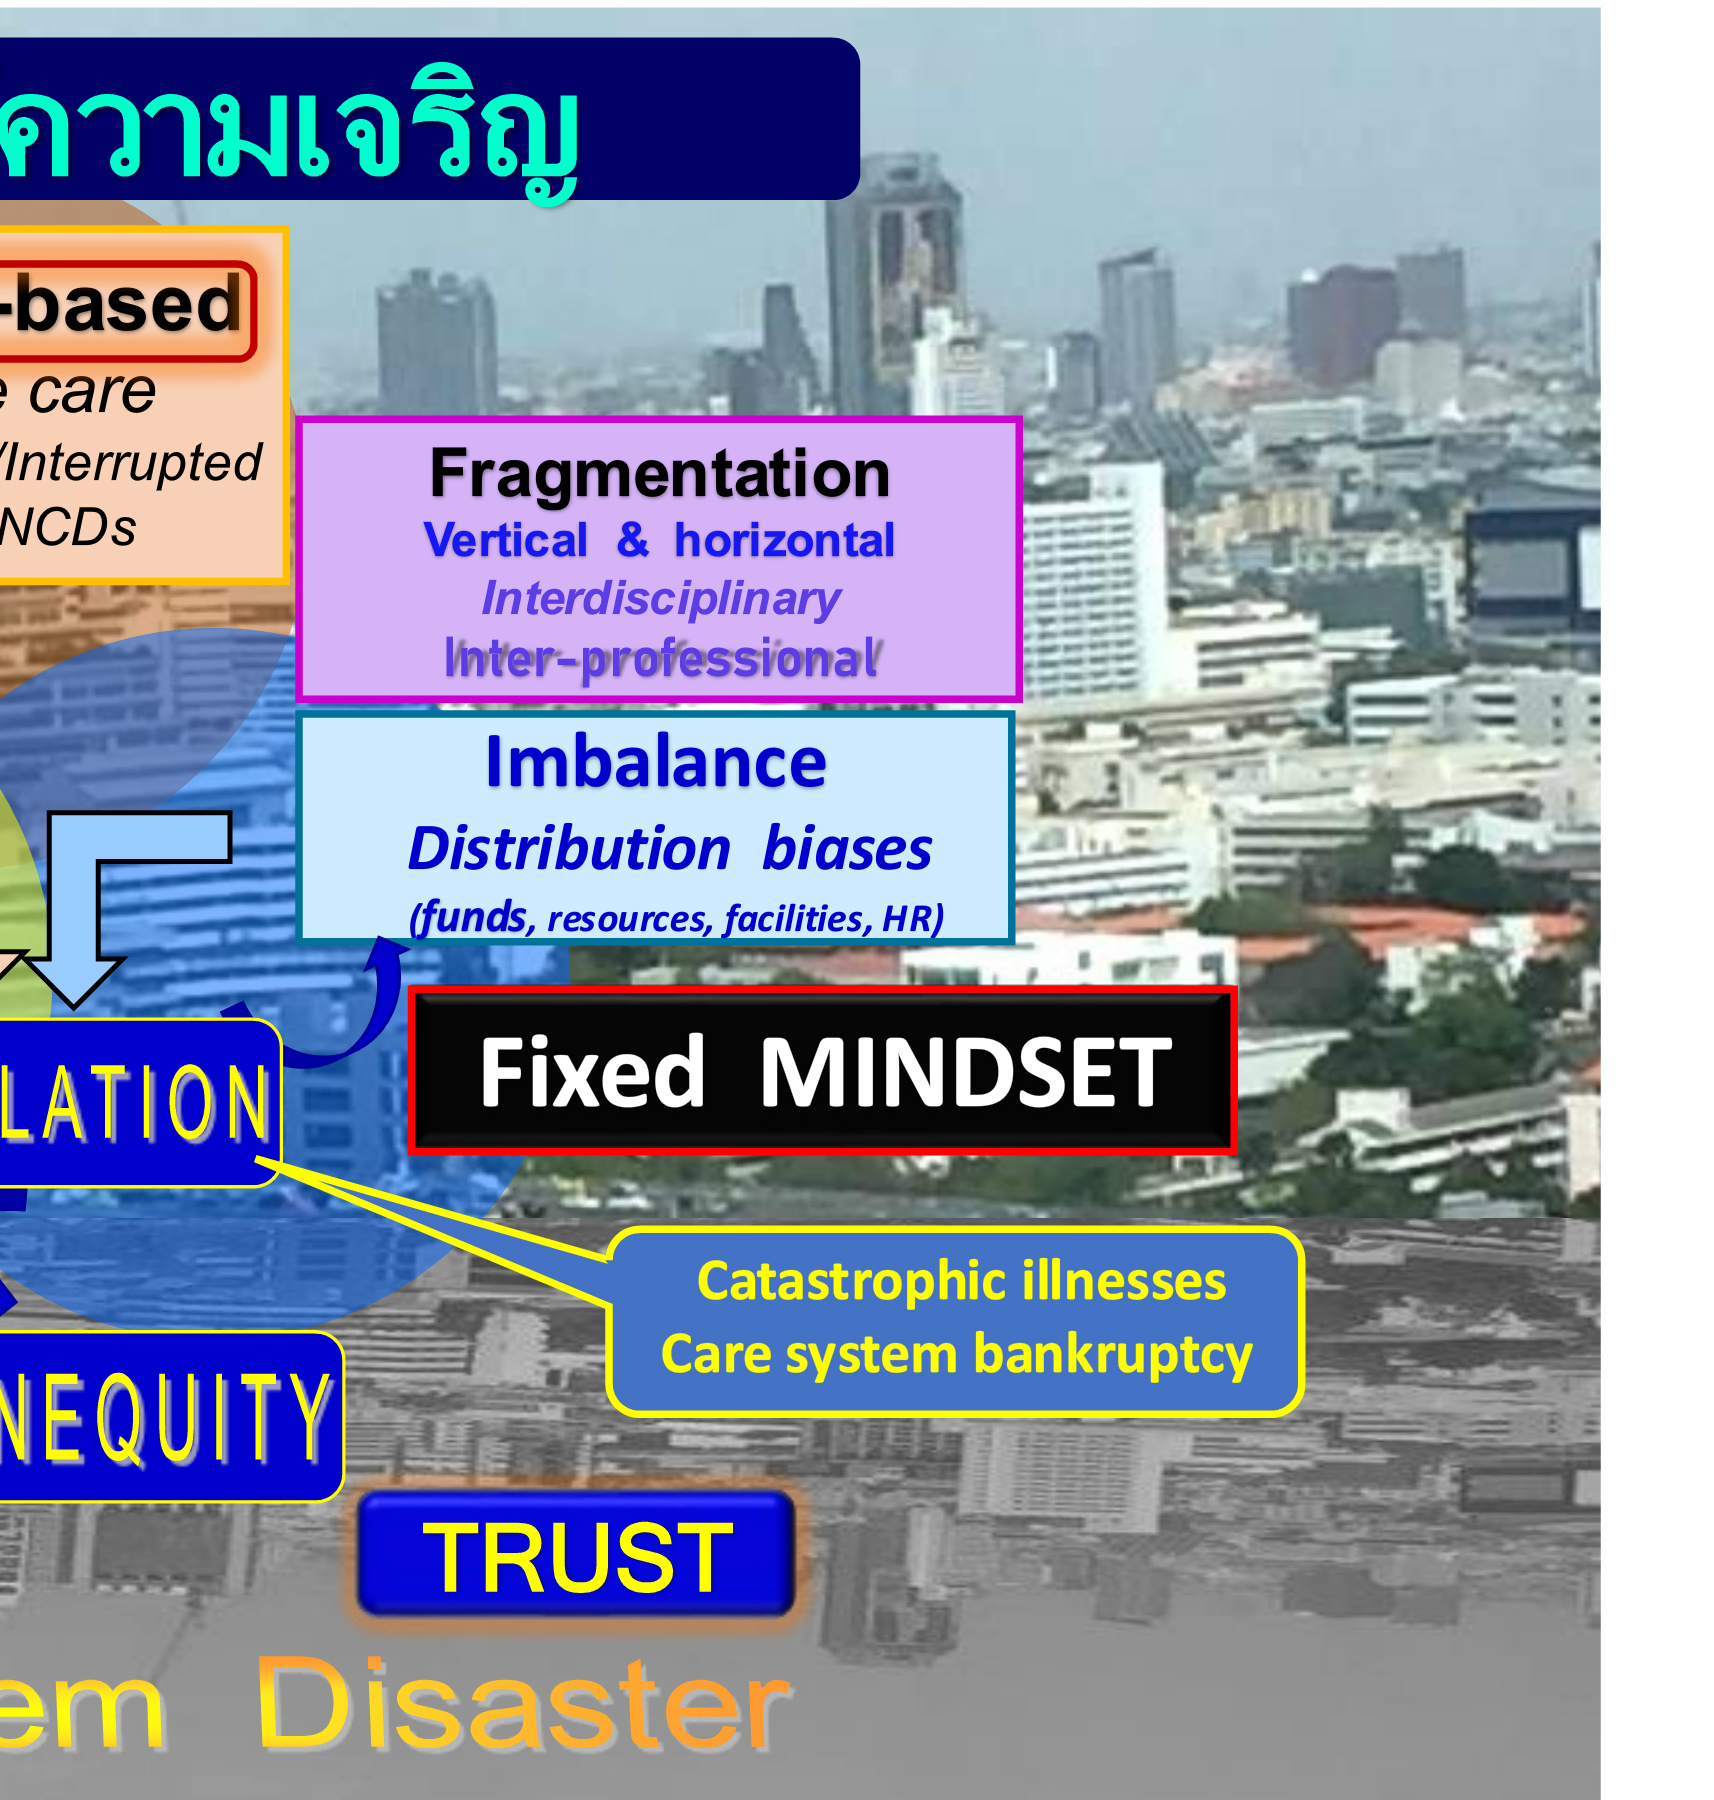 ความเจริญ
-based
care
/Interrupted
NCDs
Fragmentation
Vertical & horizontal
Interdisciplinary
Inter-professional
Imbalance
Distribution biases
(funds, resources, facilities, HR)
Fixed MINDSET
LATION
Catastrophic illnesses
Care system bankruptcy
NEQUITY
TRUST
em Disaster